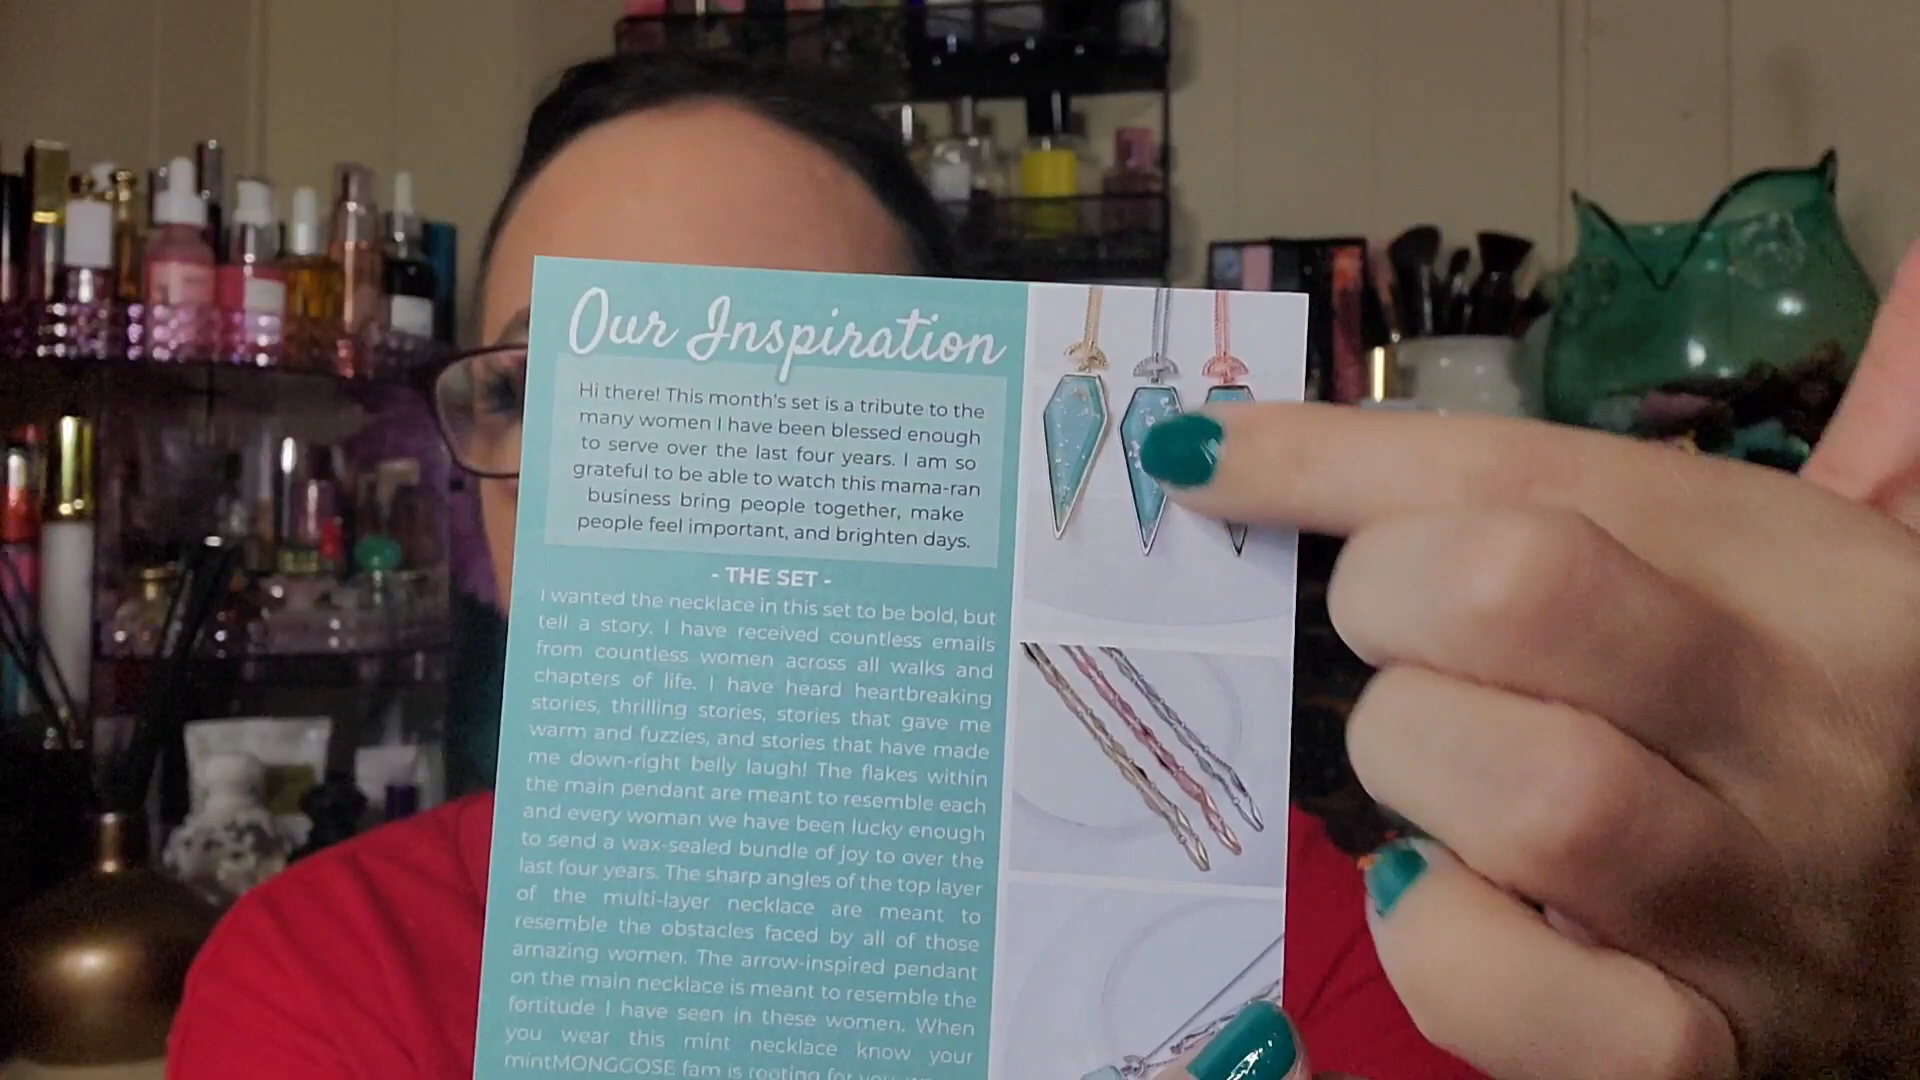 Our Inspiration
Hi there! This month's set is a tribute to the
many women I have been blessed enough
to serve over the last four years. I am so
grateful to be able to watch this mama-ran
business bring people together, make
people feel important, and brighten days.
- THE SET -
I wanted the necklace in this set to be bold, but
tell a story. I have received countless emails
from countless women across all walks and
chapters of life. I have heard heartbreaking
stories, thrilling stories, stories that gave me
warm and fuzzies, and stories that have made
me down-right belly laugh! The flakes within
the main pendant are meant to resemble each
and every woman we have been lucky enough
to send a wax-sealed bundle of joy to over the
last four years. The sharp angles of the top layer
of the multi-layer necklace are meant to
resemble the obstacles faced by all of those
amazing women. The arrow-inspired pendant
on the main necklace is meant to resemble the
fortitude I have seen in these women. When
you wear this mint necklace know your
mintMONGOOSE fam is rooting for you